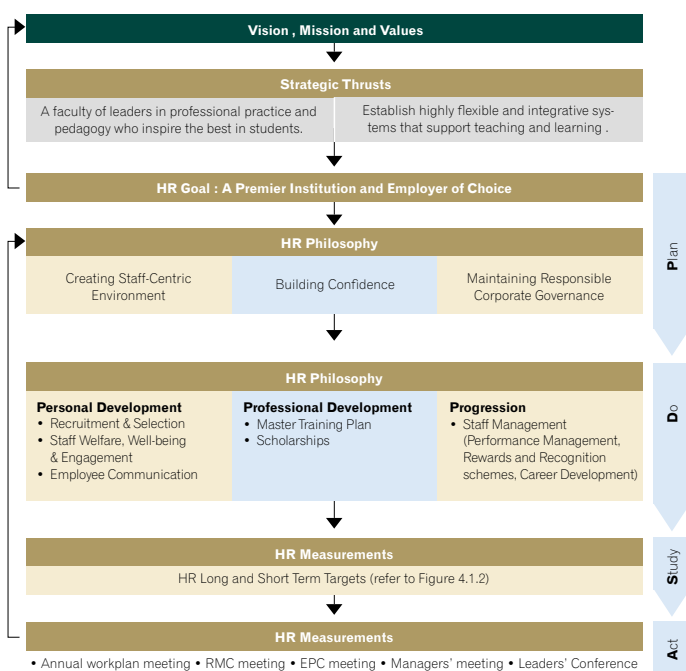 Vision , Mission and Values
Strategic Thrusts
A faculty of leaders in professional practice and
pedagogy who inspire the best in students.
Establish highly flexible and integrative sys-
tems that support teaching and learning .
HR Goal : A Premier Institution and Employer of Choice
HR Philosophy
Creating Staff-Centric
Environment
Building Confidence
Maintaining Responsible
Corporate Governance
Plan
HR Philosophy
Personal Development
• Recruitment & Selection
• Staff Welfare, Well-being
& Engagement
• Employee Communication
Professional Development
• Master Training Plan
• Scholarships
Progression
• Staff Management
(Performance Management,
Rewards and Recognition
schemes, Career Development)
Do
HR Measurements
HR Long and Short Term Targets (refer to Figure 4.1.2)
Study
HR Measurements
• Annual workplan meeting • RMC meeting • EPC meeting • Managers' meeting • Leaders' Conference
Act